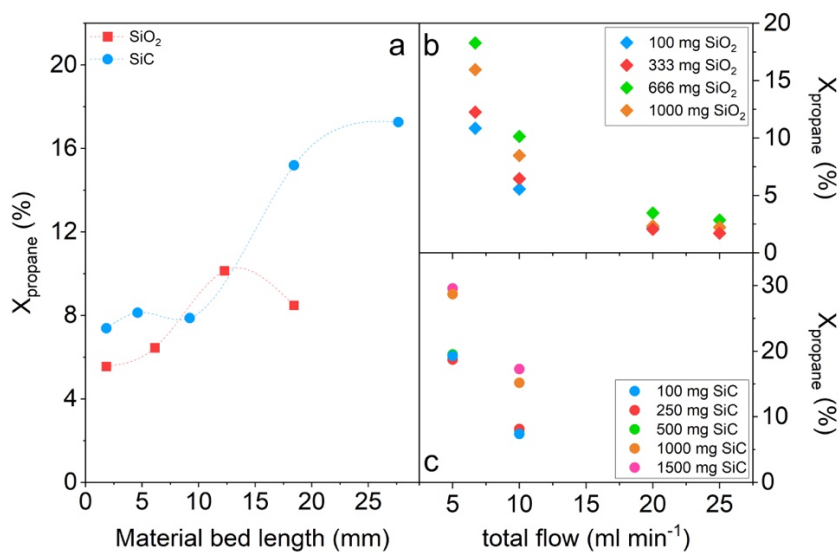 SiO₂
SiC
a
20
16
12
8
4
0
X_propane (%)
0 5 10 15 20 25
Material bed length (mm)
b
100 mg SiO₂
333 mg SiO₂
666 mg SiO₂
1000 mg SiO₂
20
15
10
5
0
X_propane (%)
c
100 mg SiC
250 mg SiC
500 mg SiC
1000 mg SiC
1500 mg SiC
30
20
10
0
X_propane (%)
5 10 15 20 25
total flow (ml min⁻¹)